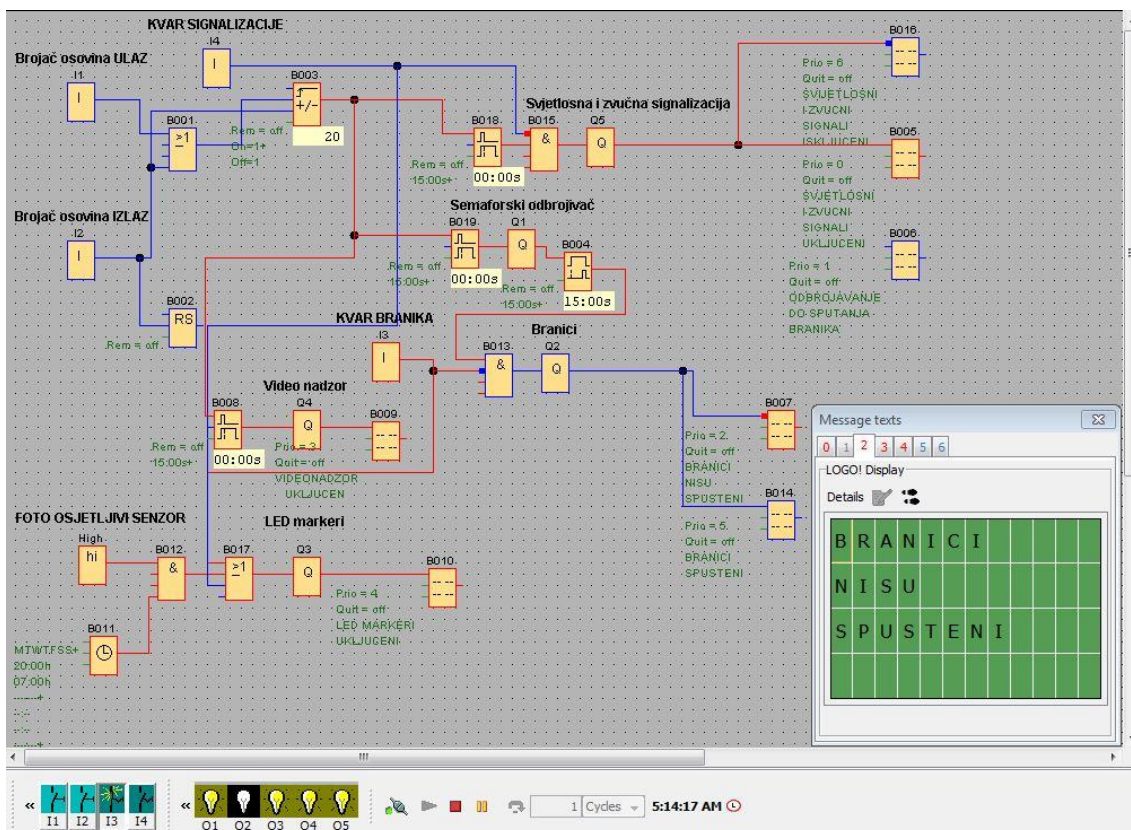 KVAR SIGNALIZACIJE
I4
I
Brojač osovina ULAZ
I1
I
B001
>1
B003
+/-
Rem = off
On=1+
Off=1
20
Svjetlosna i zvučna signalizacija
B018
Rem = off
15:00s+
00:00s
B015
&
Q5
Q
B016
Prio = 6
Quit = off
SVIJETLOSNI
I ZVUCNI
SIGNALI
ISKLJUČENI
B005
Prio = 0
Quit = off
SVJETLOSNI
I ZVUCNI
SIGNALI
UKLJUCENI
B006
Prio = 1
Quit = off
ODBROJAVANJE
DO SPUTANJA
BRANIKA
Brojač osovina IZLAZ
I2
I
B002
RS
Rem = off
Semaforski odbrojivač
B019
Rem = off
15:00s+
00:00s
Q1
Q
B004
Rem = off
15:00s+
15:00s
KVAR BRANIKA
I3
I
Branici
B013
&
Q2
Q
Video nadzor
B008
Rem = off
15:00s+
00:00s
Q4
Q
B009
Prio = 3
Quit = off
VIDEONADZOR
UKLJUCEN
B007
Prio = 2
Quit = off
BRANICI
NISU
SPUSTENI
B014
Prio = 5
Quit = off
BRANICI
SPUSTENI
FOTO OSJETLJIVI SENZOR
High
hi
B012
&
B017
>1
LED markeri
Q3
Q
B010
Prio = 4
Quit = off
LED MARKERI
UKLJUCENI
B011
MTWTFSS+
20:00h
07:00h
Message texts
0 1 2 3 4 5 6
LOGO! Display
Details
BRANICI
NISU
SPUSTENI
« I1 I2 I3 I4
« Q1 Q2 Q3 Q4 Q5
1 Cycles 5:14:17 AM